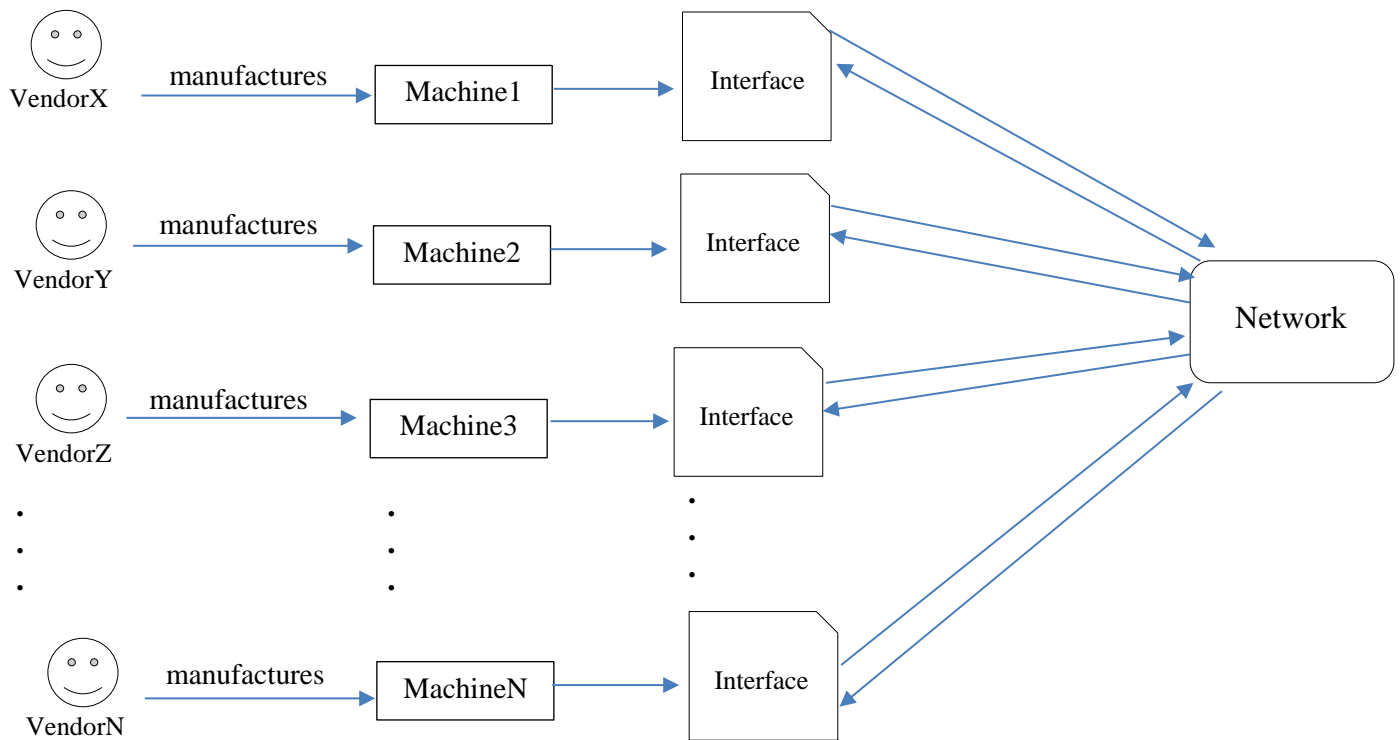 manufactures
Machine1
Interface
VendorX
manufactures
Machine2
Interface
VendorY
Network
manufactures
Machine3
Interface
VendorZ
manufactures
MachineN
Interface
VendorN